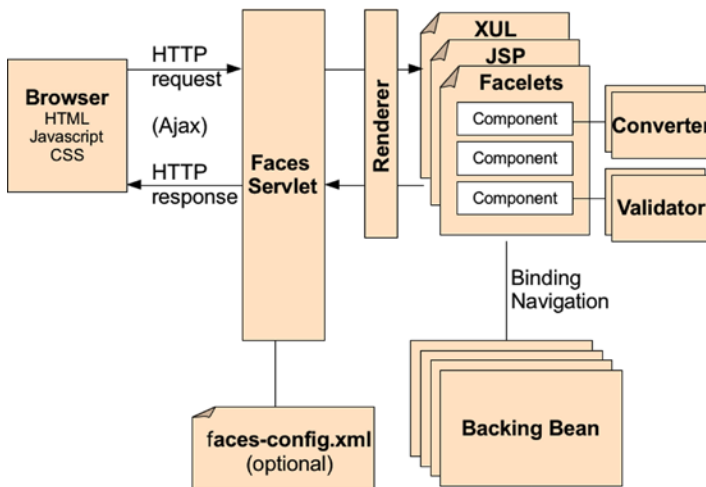 XUL
JSP
Facelets
HTTP
request
Browser
HTML
Javascript
CSS
(Ajax)
HTTP
response
Faces
Servlet
Renderer
Component
Component
Component
Converter
Validator
Binding
Navigation
faces-config.xml
(optional)
Backing Bean